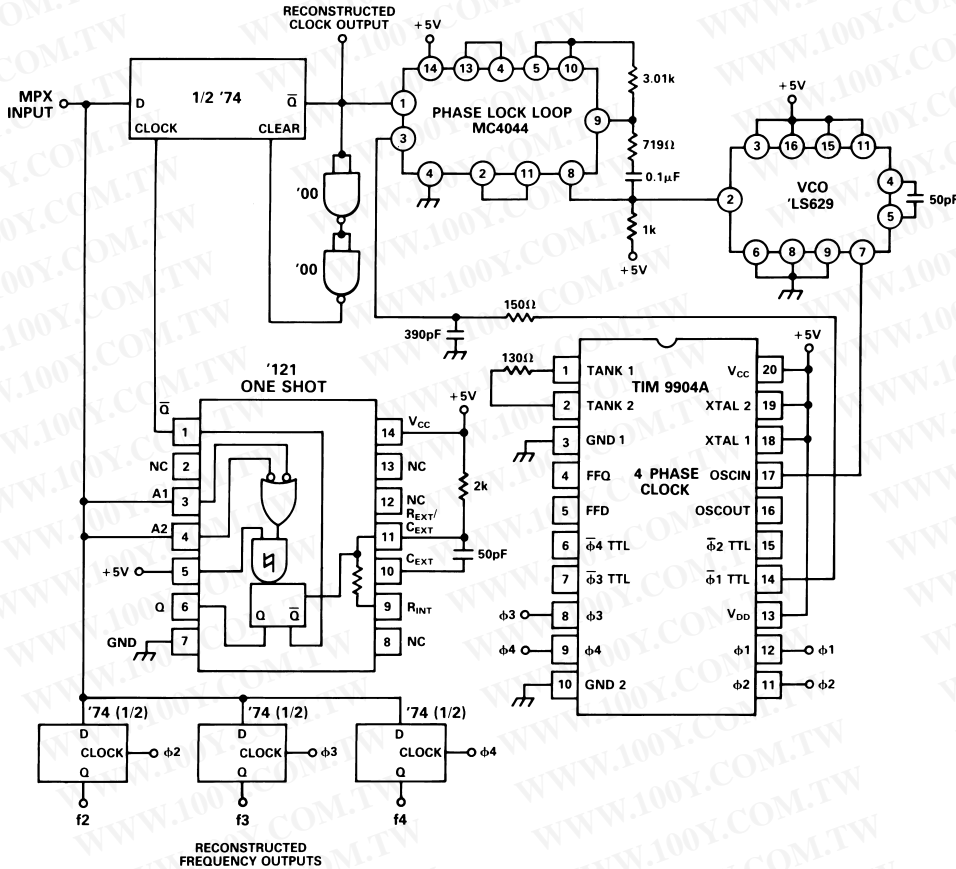 RECONSTRUCTED
CLOCK OUTPUT
MPX
INPUT
D
1/2 '74
Q
CLOCK
CLEAR
'00
'00
+5V
14
13
4
5
10
1
PHASE LOCK LOOP
MC4044
9
3
4
2
11
8
3.01k
719Ω
0.1μF
1k
+5V
+5V
3
16
15
11
VCO
'LS629
2
4
50pF
5
6
8
9
7
150Ω
390pF
'121
ONE SHOT
Q
1
NC
2
A1
3
A2
4
+5V
5
Q
6
GND
7
Q
Q
VCC
14
+5V
13
NC
12
NC
REXT/
CEXT
11
2k
50pF
CEXT
10
9
RINT
8
NC
130Ω
1
TANK 1
TIM 9904A
2
TANK 2
3
GND 1
4
FFQ
4 PHASE
CLOCK
5
FFD
6
φ4 TTL
7
φ3 TTL
φ3
8
φ3
φ4
9
φ4
10
GND 2
+5V
VCC
20
XTAL 2
19
XTAL 1
18
OSCIN
17
OSCOUT
16
φ2 TTL
15
φ1 TTL
14
VDD
13
φ1
12
φ1
φ2
11
φ2
'74 (1/2)
D
CLOCK
φ2
Q
f2
'74 (1/2)
D
CLOCK
φ3
Q
f3
'74 (1/2)
D
CLOCK
φ4
Q
f4
RECONSTRUCTED
FREQUENCY OUTPUTS
WWW.100Y.COM.TW